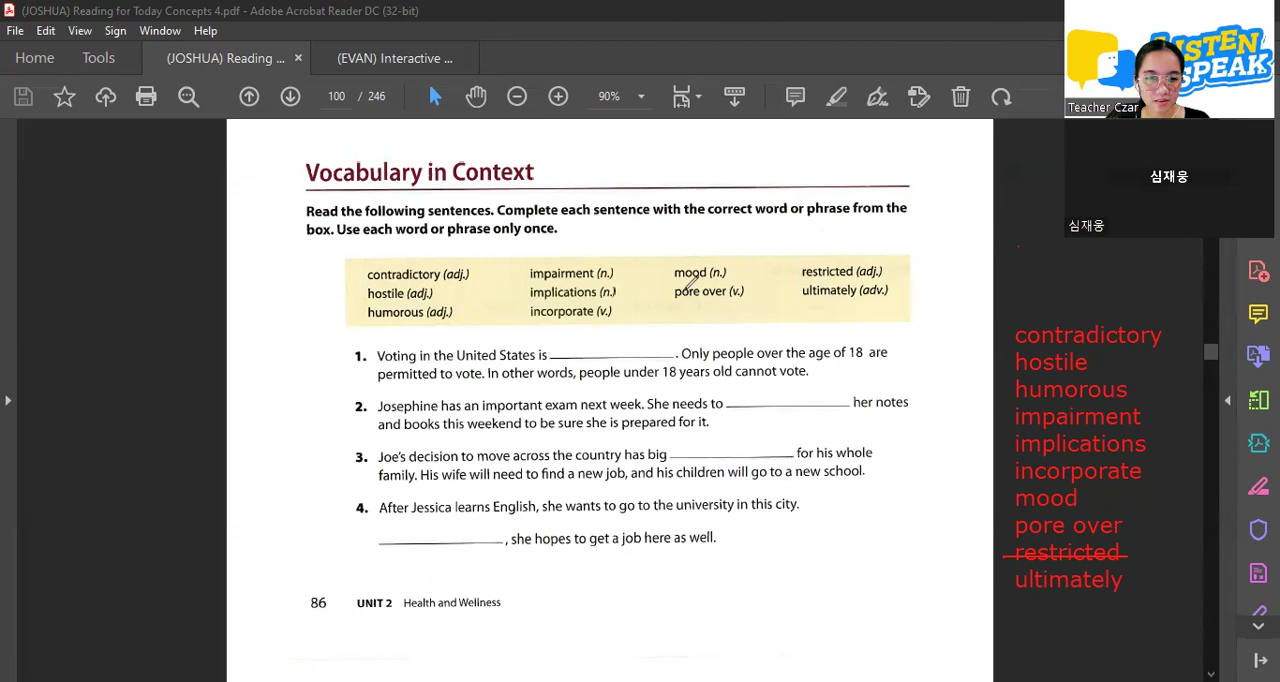 (JOSHUA) Reading for Today Concepts 4.pdf - Adobe Acrobat Reader DC (32-bit)
File Edit View Sign Window Help
Home Tools (JOSHUA) Reading ... × (EVAN) Interactive ...
100 / 246 90%
LISTEN
SPEAK
Teacher Czar
심재웅
심재웅
Vocabulary in Context
Read the following sentences. Complete each sentence with the correct word or phrase from the
box. Use each word or phrase only once.
contradictory (adj.) impairment (n.) mood (n.) restricted (adj.)
hostile (adj.) implications (n.) pore over (v.) ultimately (adv.)
humorous (adj.) incorporate (v.)
1. Voting in the United States is ____________. Only people over the age of 18 are
permitted to vote. In other words, people under 18 years old cannot vote.
2. Josephine has an important exam next week. She needs to ____________ her notes
and books this weekend to be sure she is prepared for it.
3. Joe's decision to move across the country has big ____________ for his whole
family. His wife will need to find a new job, and his children will go to a new school.
4. After Jessica learns English, she wants to go to the university in this city.
____________, she hopes to get a job here as well.
86 UNIT 2 Health and Wellness
contradictory
hostile
humorous
impairment
implications
incorporate
mood
pore over
restricted
ultimately